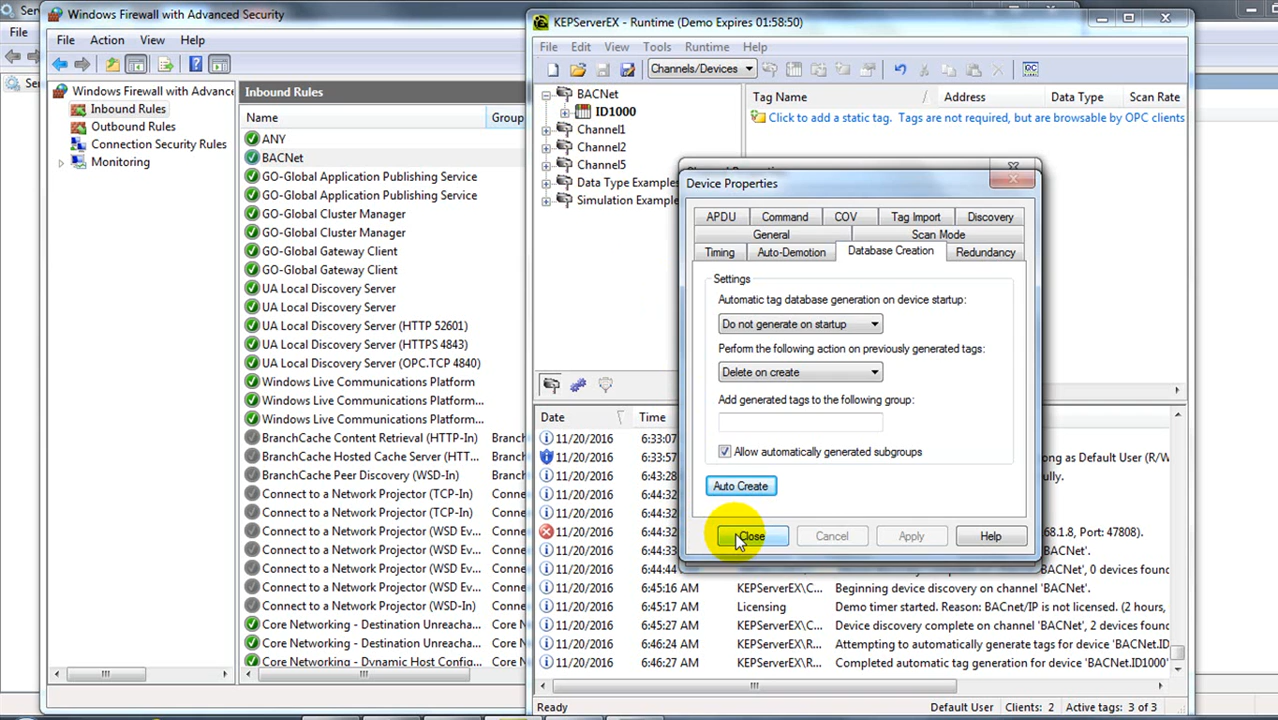 Windows Firewall with Advanced Security
File Action View Help
Windows Firewall with Advance
Inbound Rules
Outbound Rules
Connection Security Rules
Monitoring
Inbound Rules
Name Group
ANY
BACNet
GO-Global Application Publishing Service
GO-Global Application Publishing Service
GO-Global Cluster Manager
GO-Global Cluster Manager
GO-Global Gateway Client
GO-Global Gateway Client
UA Local Discovery Server
UA Local Discovery Server
UA Local Discovery Server (HTTP 52601)
UA Local Discovery Server (HTTPS 4843)
UA Local Discovery Server (OPC.TCP 4840)
Windows Live Communications Platform
Windows Live Communications Platform...
Windows Live Communications Platform...
BranchCache Content Retrieval (HTTP-In) Branch
BranchCache Hosted Cache Server (HTT... Branch
BranchCache Peer Discovery (WSD-In) Branch
Connect to a Network Projector (TCP-In) Connec
Connect to a Network Projector (TCP-In) Connec
Connect to a Network Projector (WSD Ev... Connec
Connect to a Network Projector (WSD Ev... Connec
Connect to a Network Projector (WSD Ev... Connec
Connect to a Network Projector (WSD-In) Connec
Connect to a Network Projector (WSD-In) Connec
Core Networking - Destination Unreacha... Core N
Core Networking - Destination Unreacha... Core N
Core Networking - Dynamic Host Config... Core N
File
KEPServerEX - Runtime (Demo Expires 01:58:50)
File Edit View Tools Runtime Help
Channels/Devices
BACNet
ID1000
Channel1
Channel2
Channel5
Data Type Examples
Simulation Example
Tag Name / Address Data Type Scan Rate
Click to add a static tag. Tags are not required, but are browsable by OPC clients
Device Properties
APDU Command COV Tag Import Discovery
General Scan Mode
Timing Auto-Demotion Database Creation Redundancy
Settings
Automatic tag database generation on device startup:
Do not generate on startup
Perform the following action on previously generated tags:
Delete on create
Add generated tags to the following group:
Allow automatically generated subgroups
Auto Create
Close Cancel Apply Help
Date Time
11/20/2016 6:33:07
11/20/2016 6:33:57 ong as Default User (R/W
11/20/2016 6:43:28 ully.
11/20/2016 6:44:32
11/20/2016 6:44:32
11/20/2016 6:44:32 68.1.8, Port: 47808).
11/20/2016 6:44:33
11/20/2016 6:44:44 et', 0 devices found
11/20/2016 6:45:16 AM KEPServerEX\C... Beginning device discovery on channel 'BACNet'.
11/20/2016 6:45:17 AM Licensing Demo timer started. Reason: BACnet/IP is not licensed. (2 hours,
11/20/2016 6:45:27 AM KEPServerEX\C... Device discovery complete on channel 'BACNet', 2 devices found
11/20/2016 6:46:26 AM KEPServerEX\R... Attempting to automatically generate tags for device 'BACNet.ID
11/20/2016 6:46:27 AM KEPServerEX\R... Completed automatic tag generation for device 'BACNet.ID1000'
Ready Default User Clients: 2 Active tags: 3 of 3